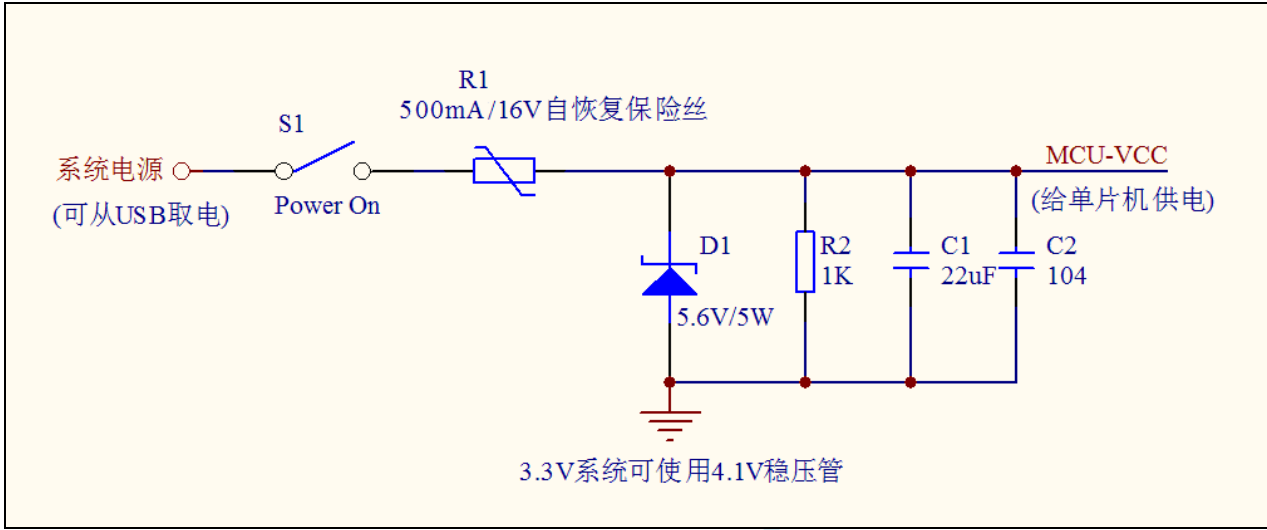 R1
500mA/16V自恢复保险丝
S1
系统电源
(可从USB取电)
Power On
MCU-VCC
(给单片机供电)
D1
5.6V/5W
R2
1K
C1
22uF
C2
104
3.3V系统可使用4.1V稳压管